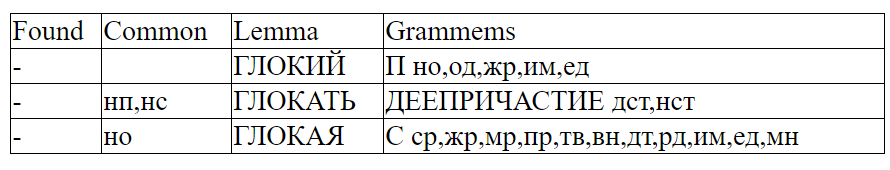 Found Common Lemma Grammems
- ГЛОКИЙ П но,од,жр,им,ед
- нп,нс ГЛОКАТЬ ДЕЕПРИЧАСТИЕ дст,нст
- но ГЛОКАЯ С ср,жр,мр,пр,тв,вн,дт,рд,им,ед,мн